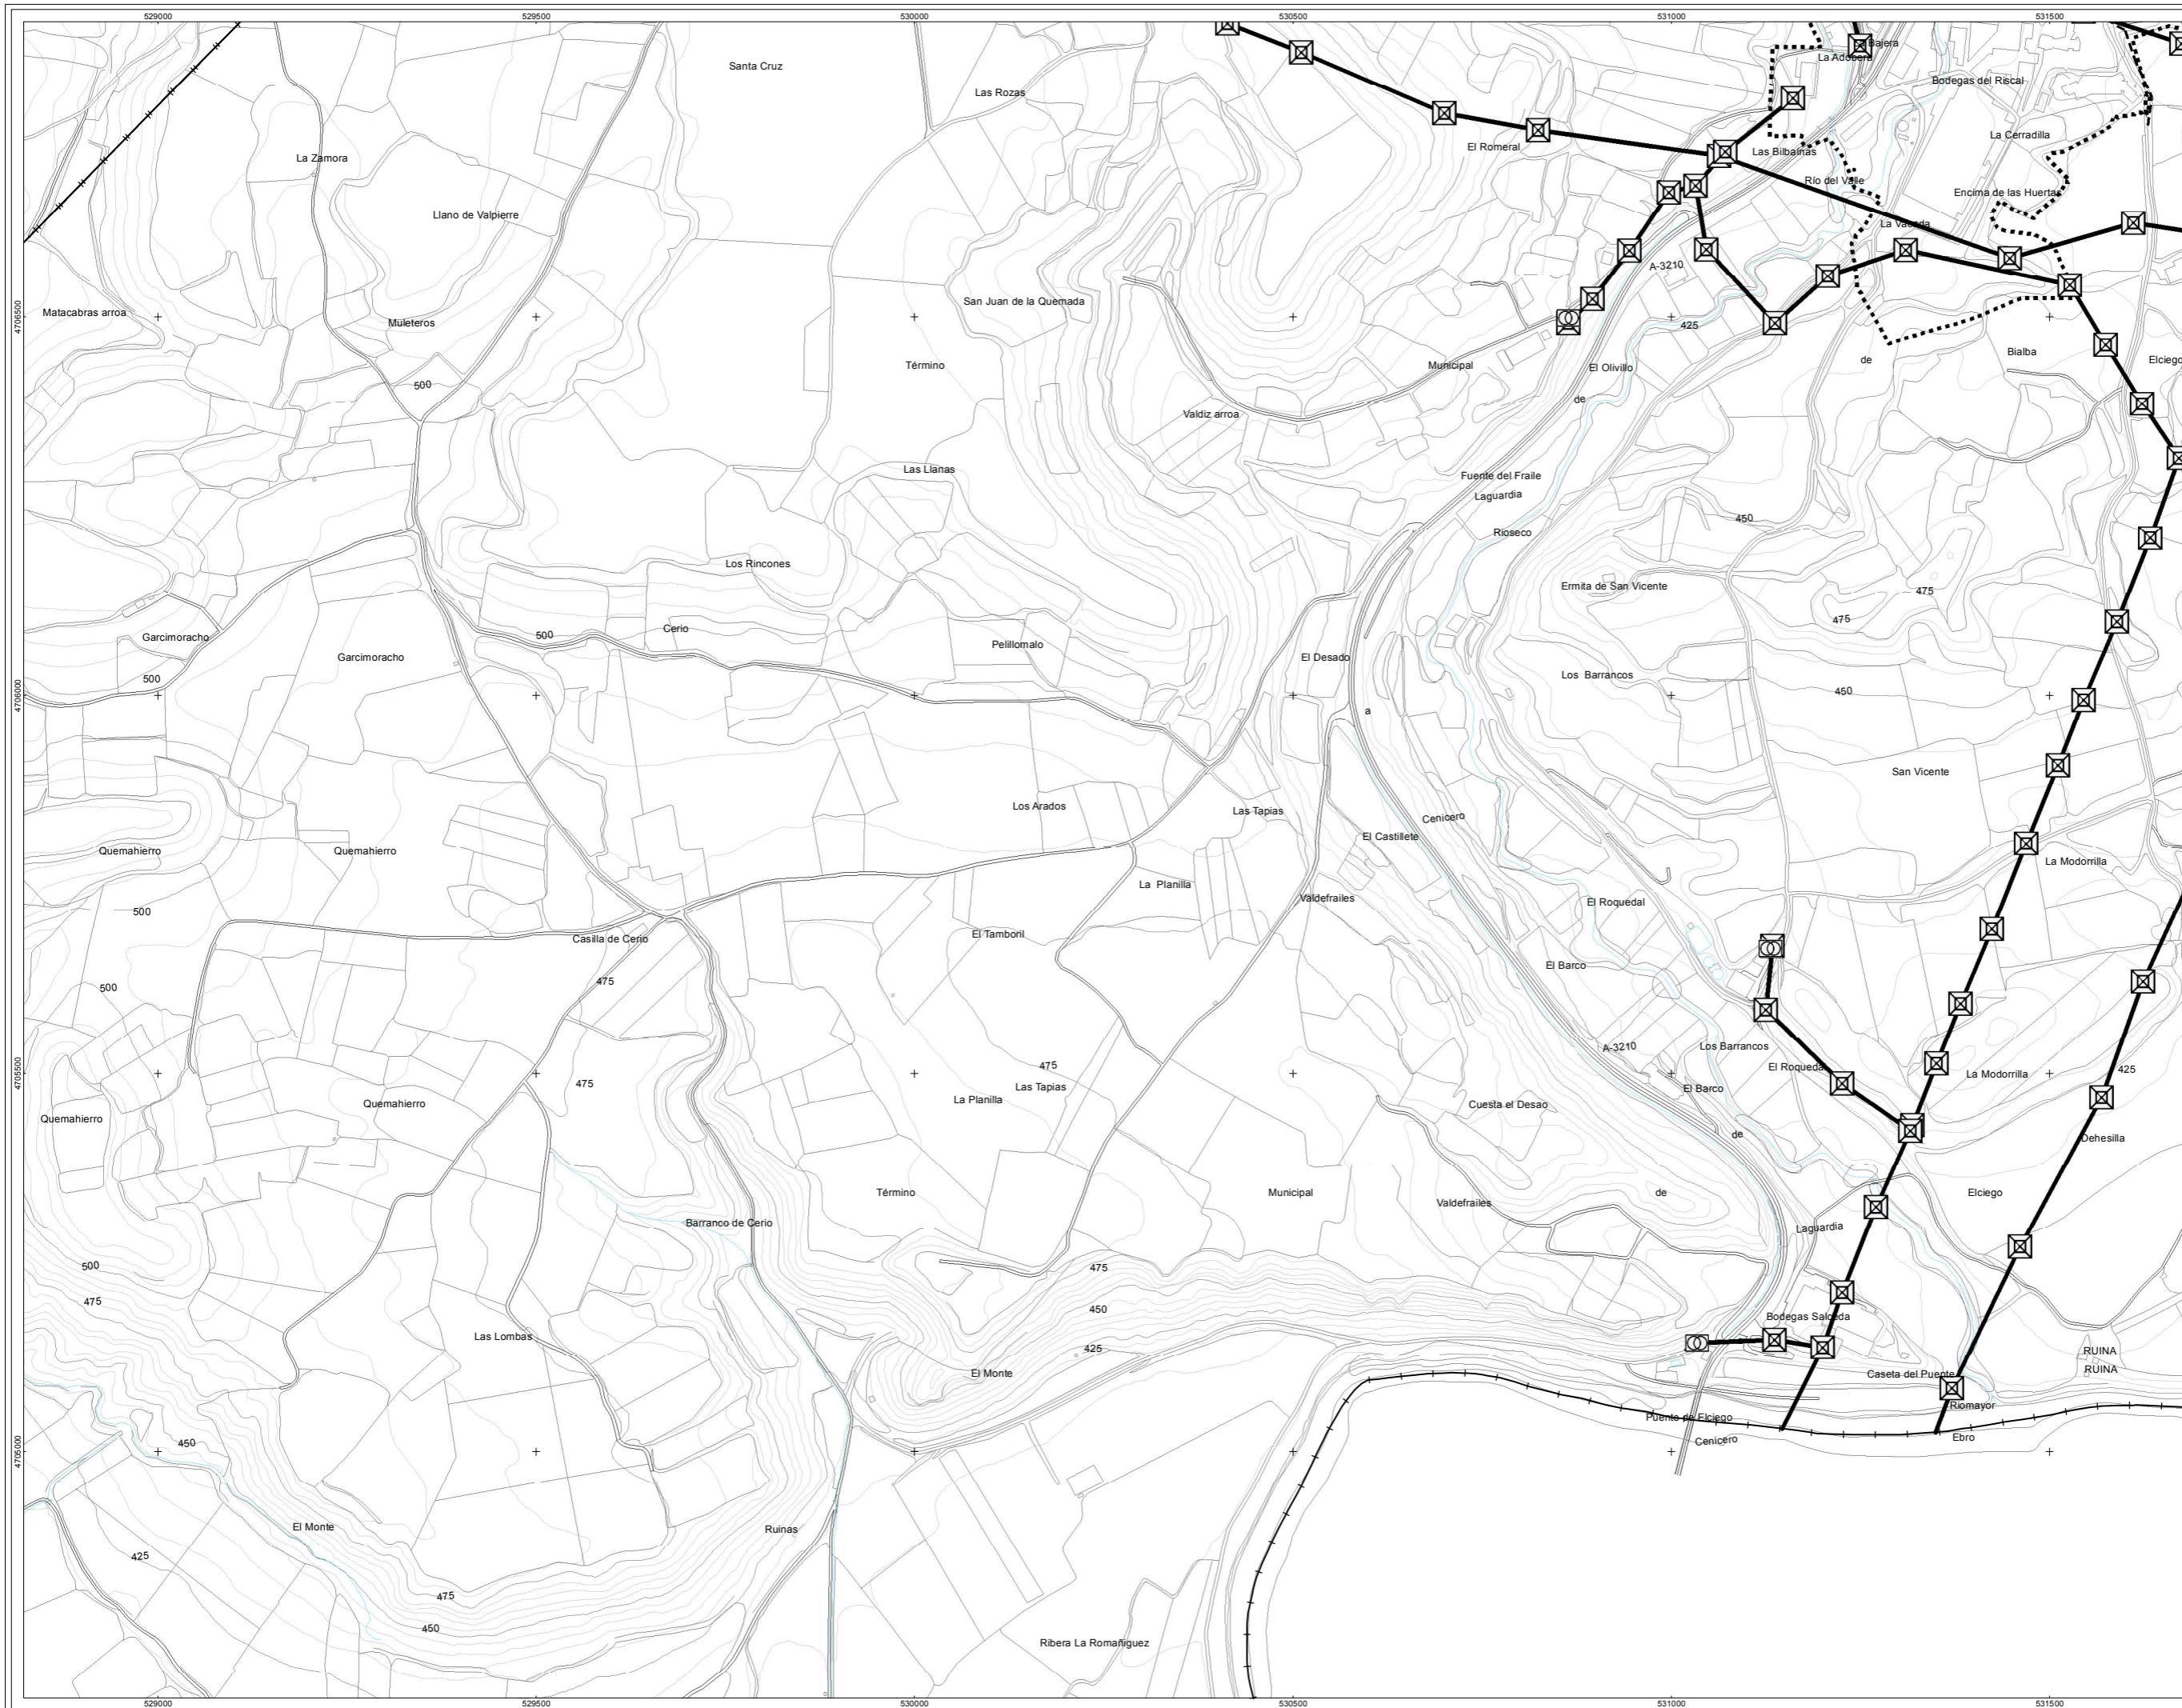 529000 529500 530000 530500 531000 531500
Santa Cruz
Bajera
La Adobera
Bodegas del Riscal
Las Rozas
La Cerradilla
El Romeral
Las Bilbaínas
La Zamora
Río del Valle
Encima de las Huertas
Llano de Valpierre
La Vacada
A-3210
San Juan de la Quemada
Matacabras arroa
4706500
Muleteros
425
Bialba
Elciego
de
Término
Municipal
El Olivillo
500
de
Valdiz arroa
Las Llanas
Fuente del Fraile
Laguardia
450
Rioseco
Los Rincones
Ermita de San Vicente
475
475
Cerio
500
Garcimoracho
Pelillomalo
Garcimoracho
El Desado
Los Barrancos
500
450
4706000
a
San Vicente
Los Arados
Las Tapias
Cenicero
El Castillete
Quemahierro
Quemahierro
La Modorrilla
La Planilla
Valdefrailes
El Roquedal
500
El Tamboril
Casilla de Cerio
El Barco
475
500
A-3210
Los Barrancos
475
El Roquedal
425
4705500
La Modorrilla
475
Las Tapias
El Barco
La Planilla
Quemahierro
Cuesta el Desao
Quemahierro
de
Dehesilla
Término
Municipal
de
Elciego
Valdefrailes
Barranco de Cerio
Laguardia
500
475
475
450
Bodegas Salceda
Las Lombas
425
RUINA
RUINA
El Monte
Caseta del Puente
Riomayor
Puente de Elciego
Cenicero
Ebro
450
4705000
El Monte
Ruinas
425
475
450
Ribera La Romañiguez
529000 529500 530000 530500 531000 531500